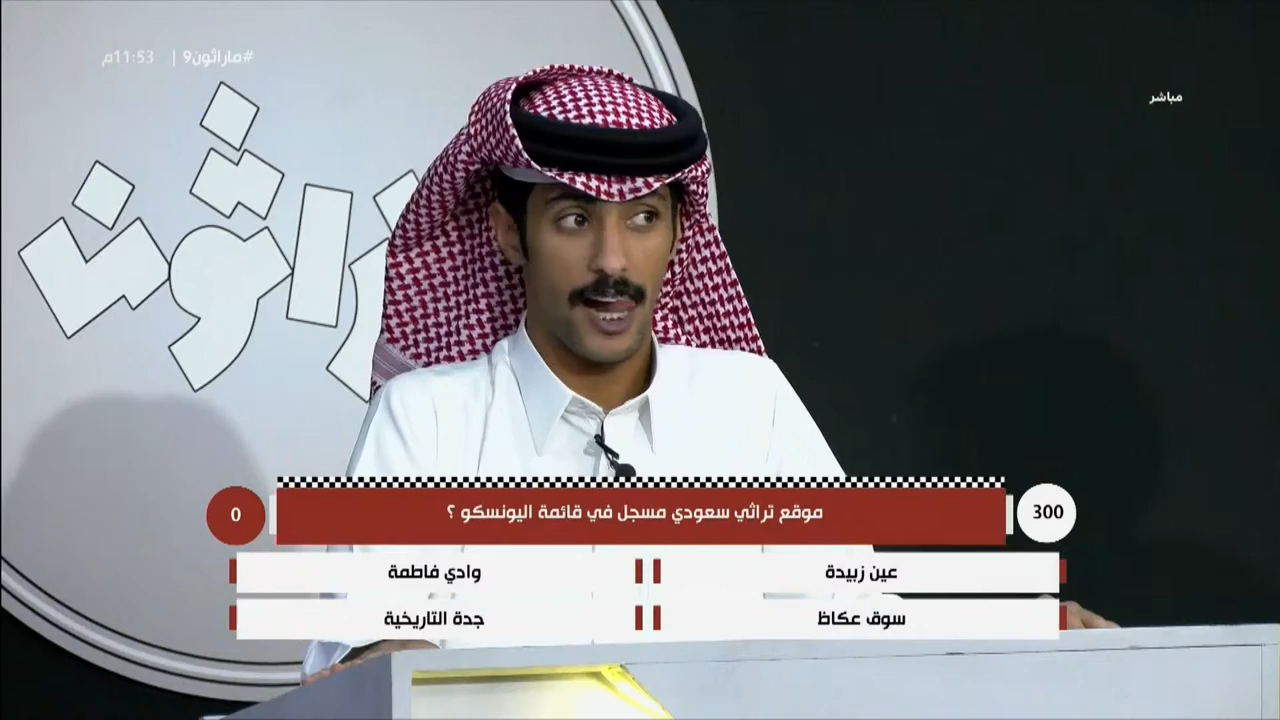 #ماراثون9 | 11:53م
مباشر
راثون
300
موقع تراثي سعودي مسجل في قائمة اليونسكو ؟
0
عين زبيدة
وادي فاطمة
سوق عكاظ
جدة التاريخية